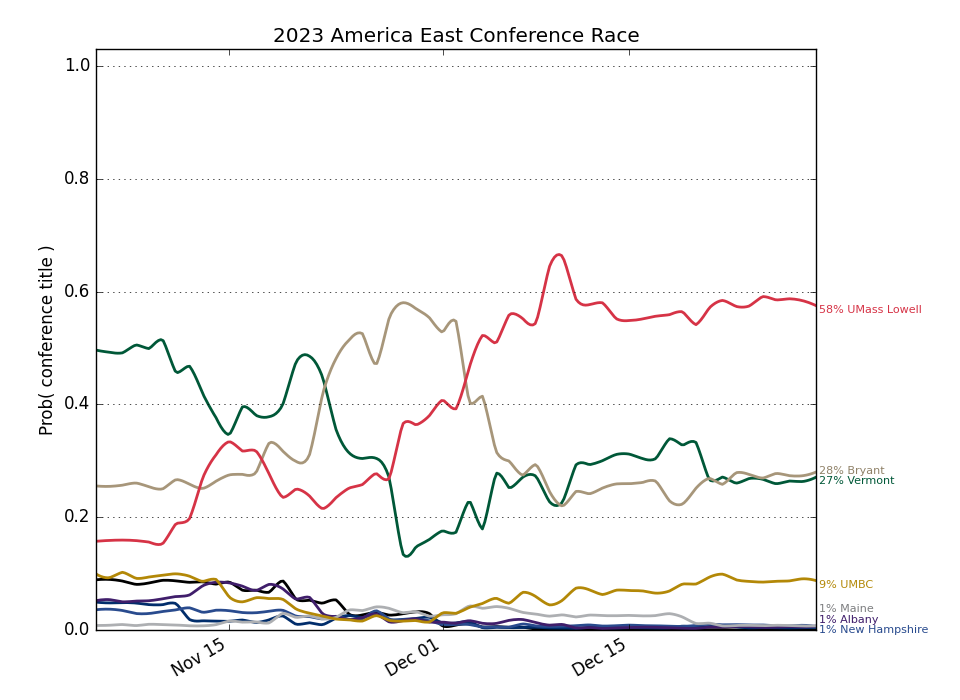 2023 America East Conference Race
Prob( conference title )
1.0
0.8
0.6
0.4
0.2
0.0
58% UMass Lowell
28% Bryant
27% Vermont
9% UMBC
1% Maine
1% Albany
1% New Hampshire
Nov 15
Dec 01
Dec 15